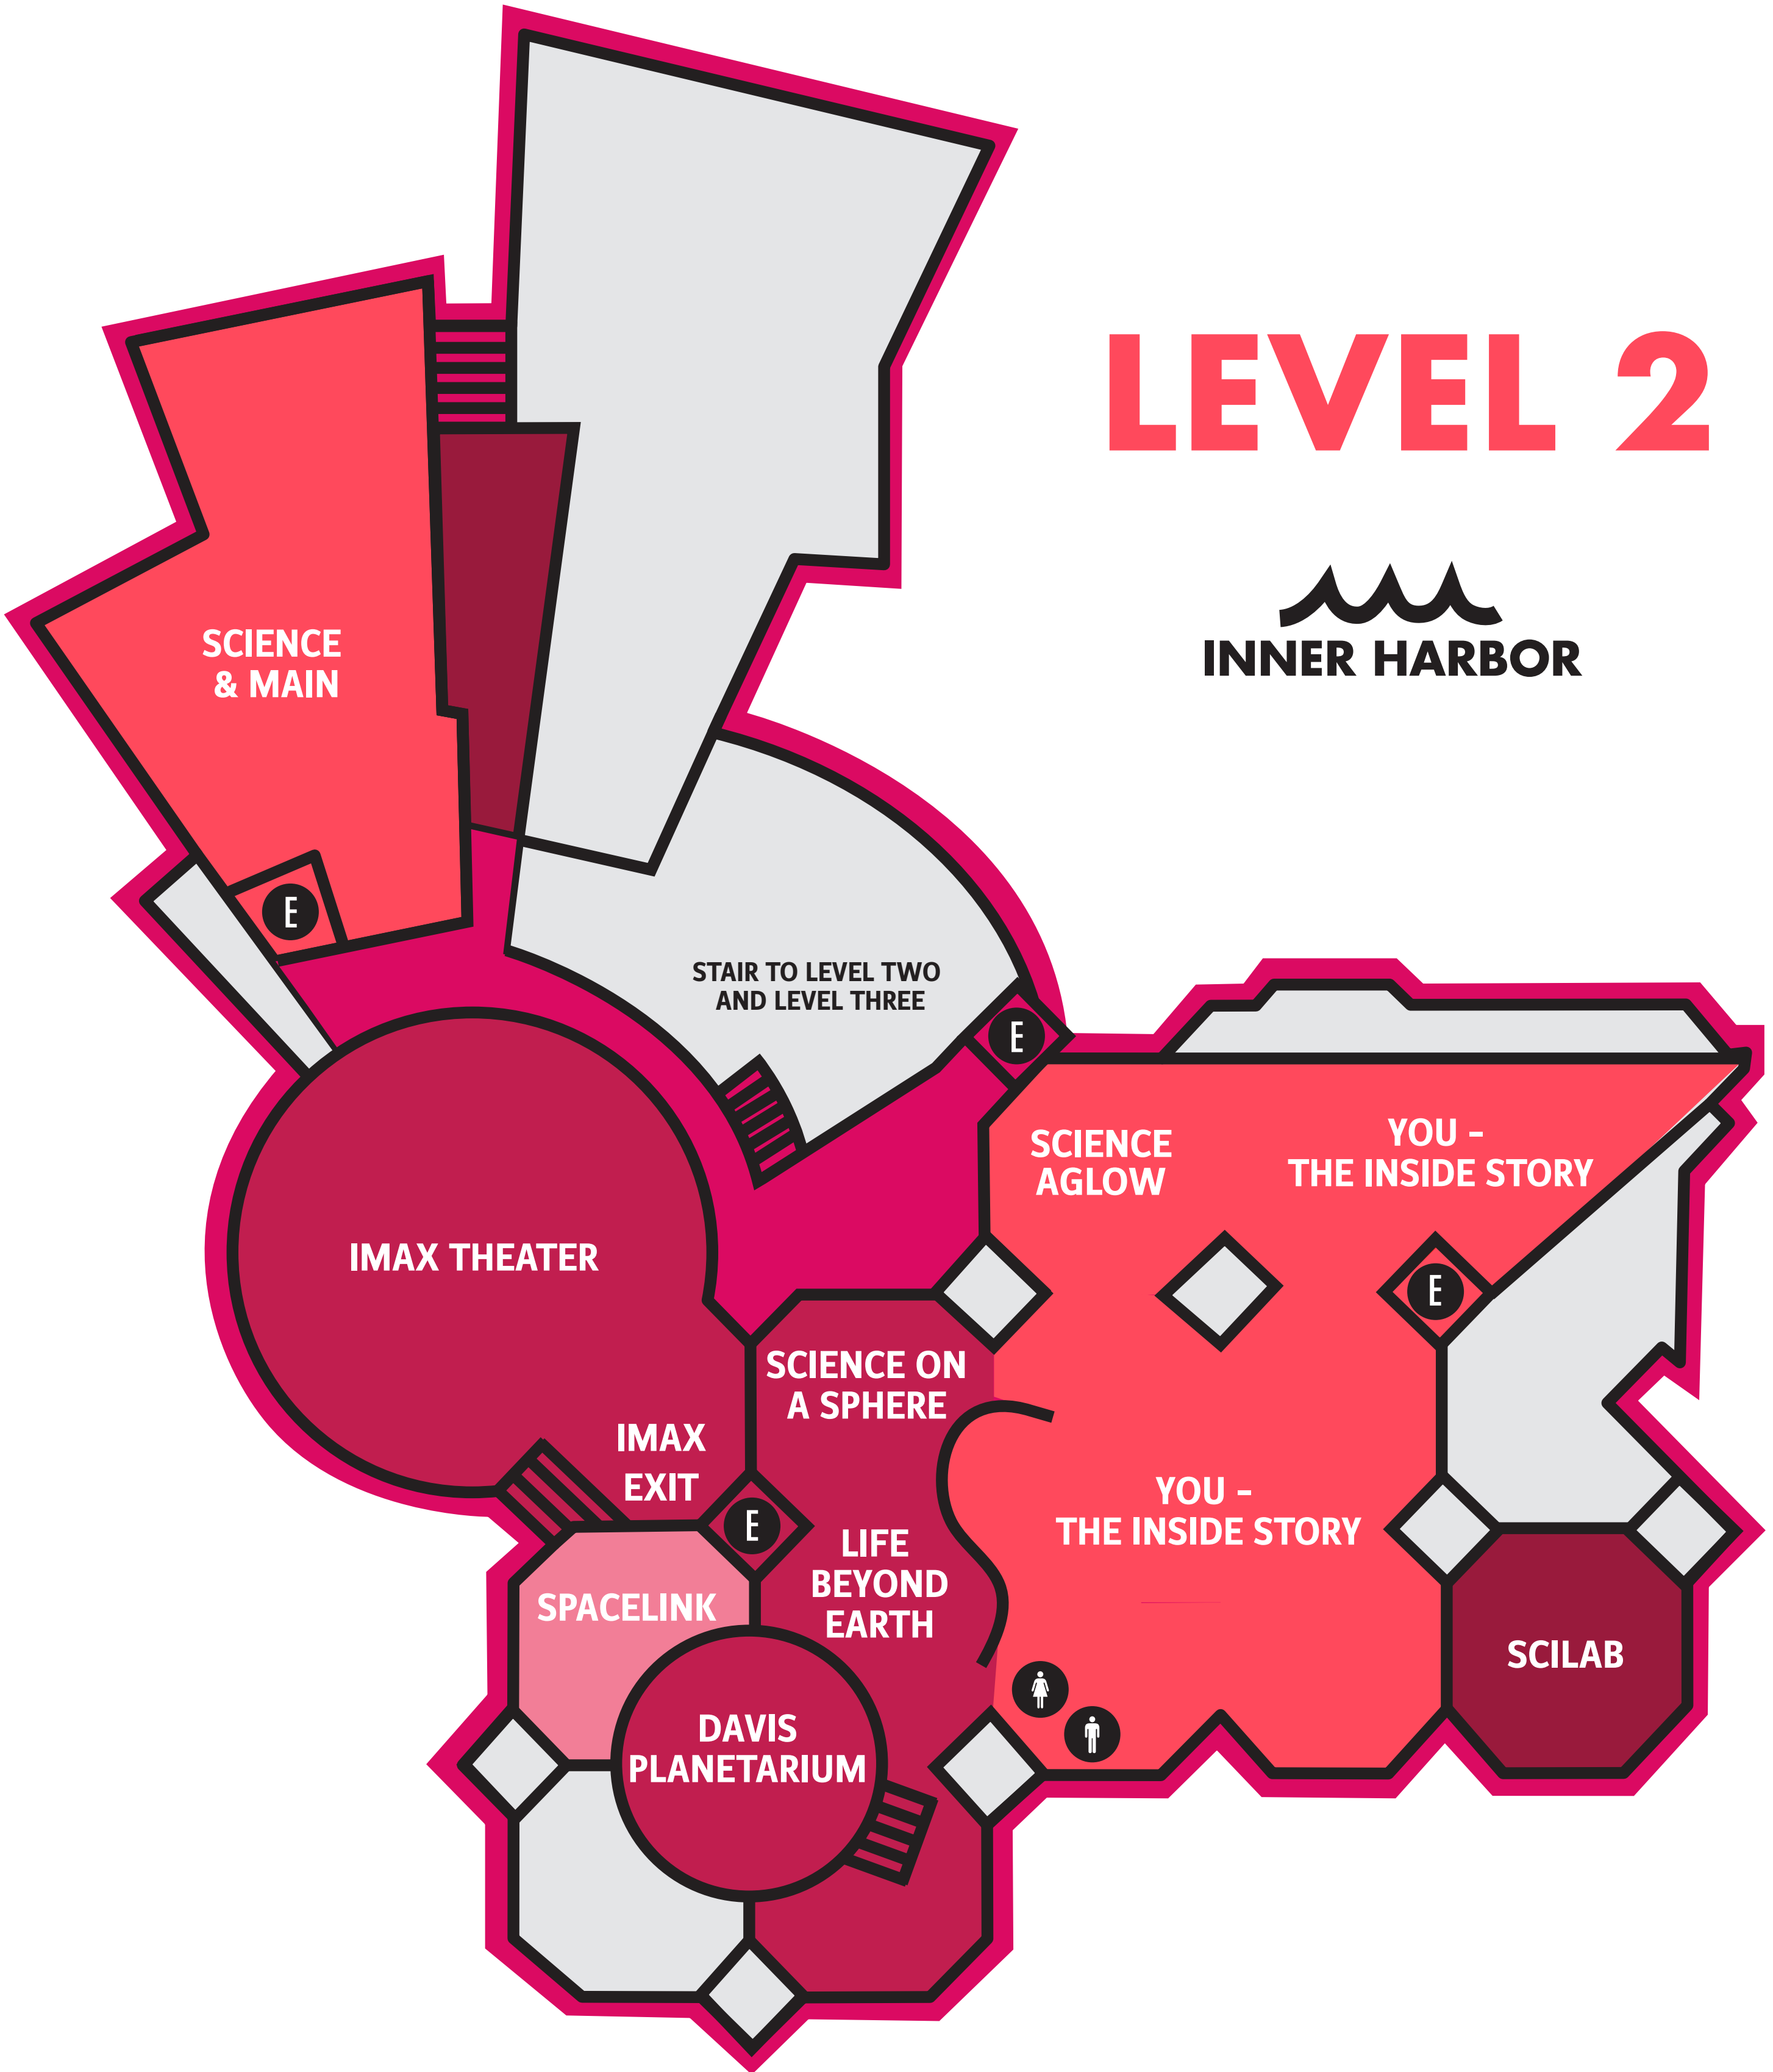 LEVEL 2
INNER HARBOR
SCIENCE
& MAIN
E
STAIR TO LEVEL TWO
AND LEVEL THREE
E
SCIENCE
AGLOW
YOU -
THE INSIDE STORY
IMAX THEATER
E
SCIENCE ON
A SPHERE
IMAX
EXIT
E
YOU -
THE INSIDE STORY
LIFE
BEYOND
EARTH
SPACELINK
SCILAB
DAVIS
PLANETARIUM